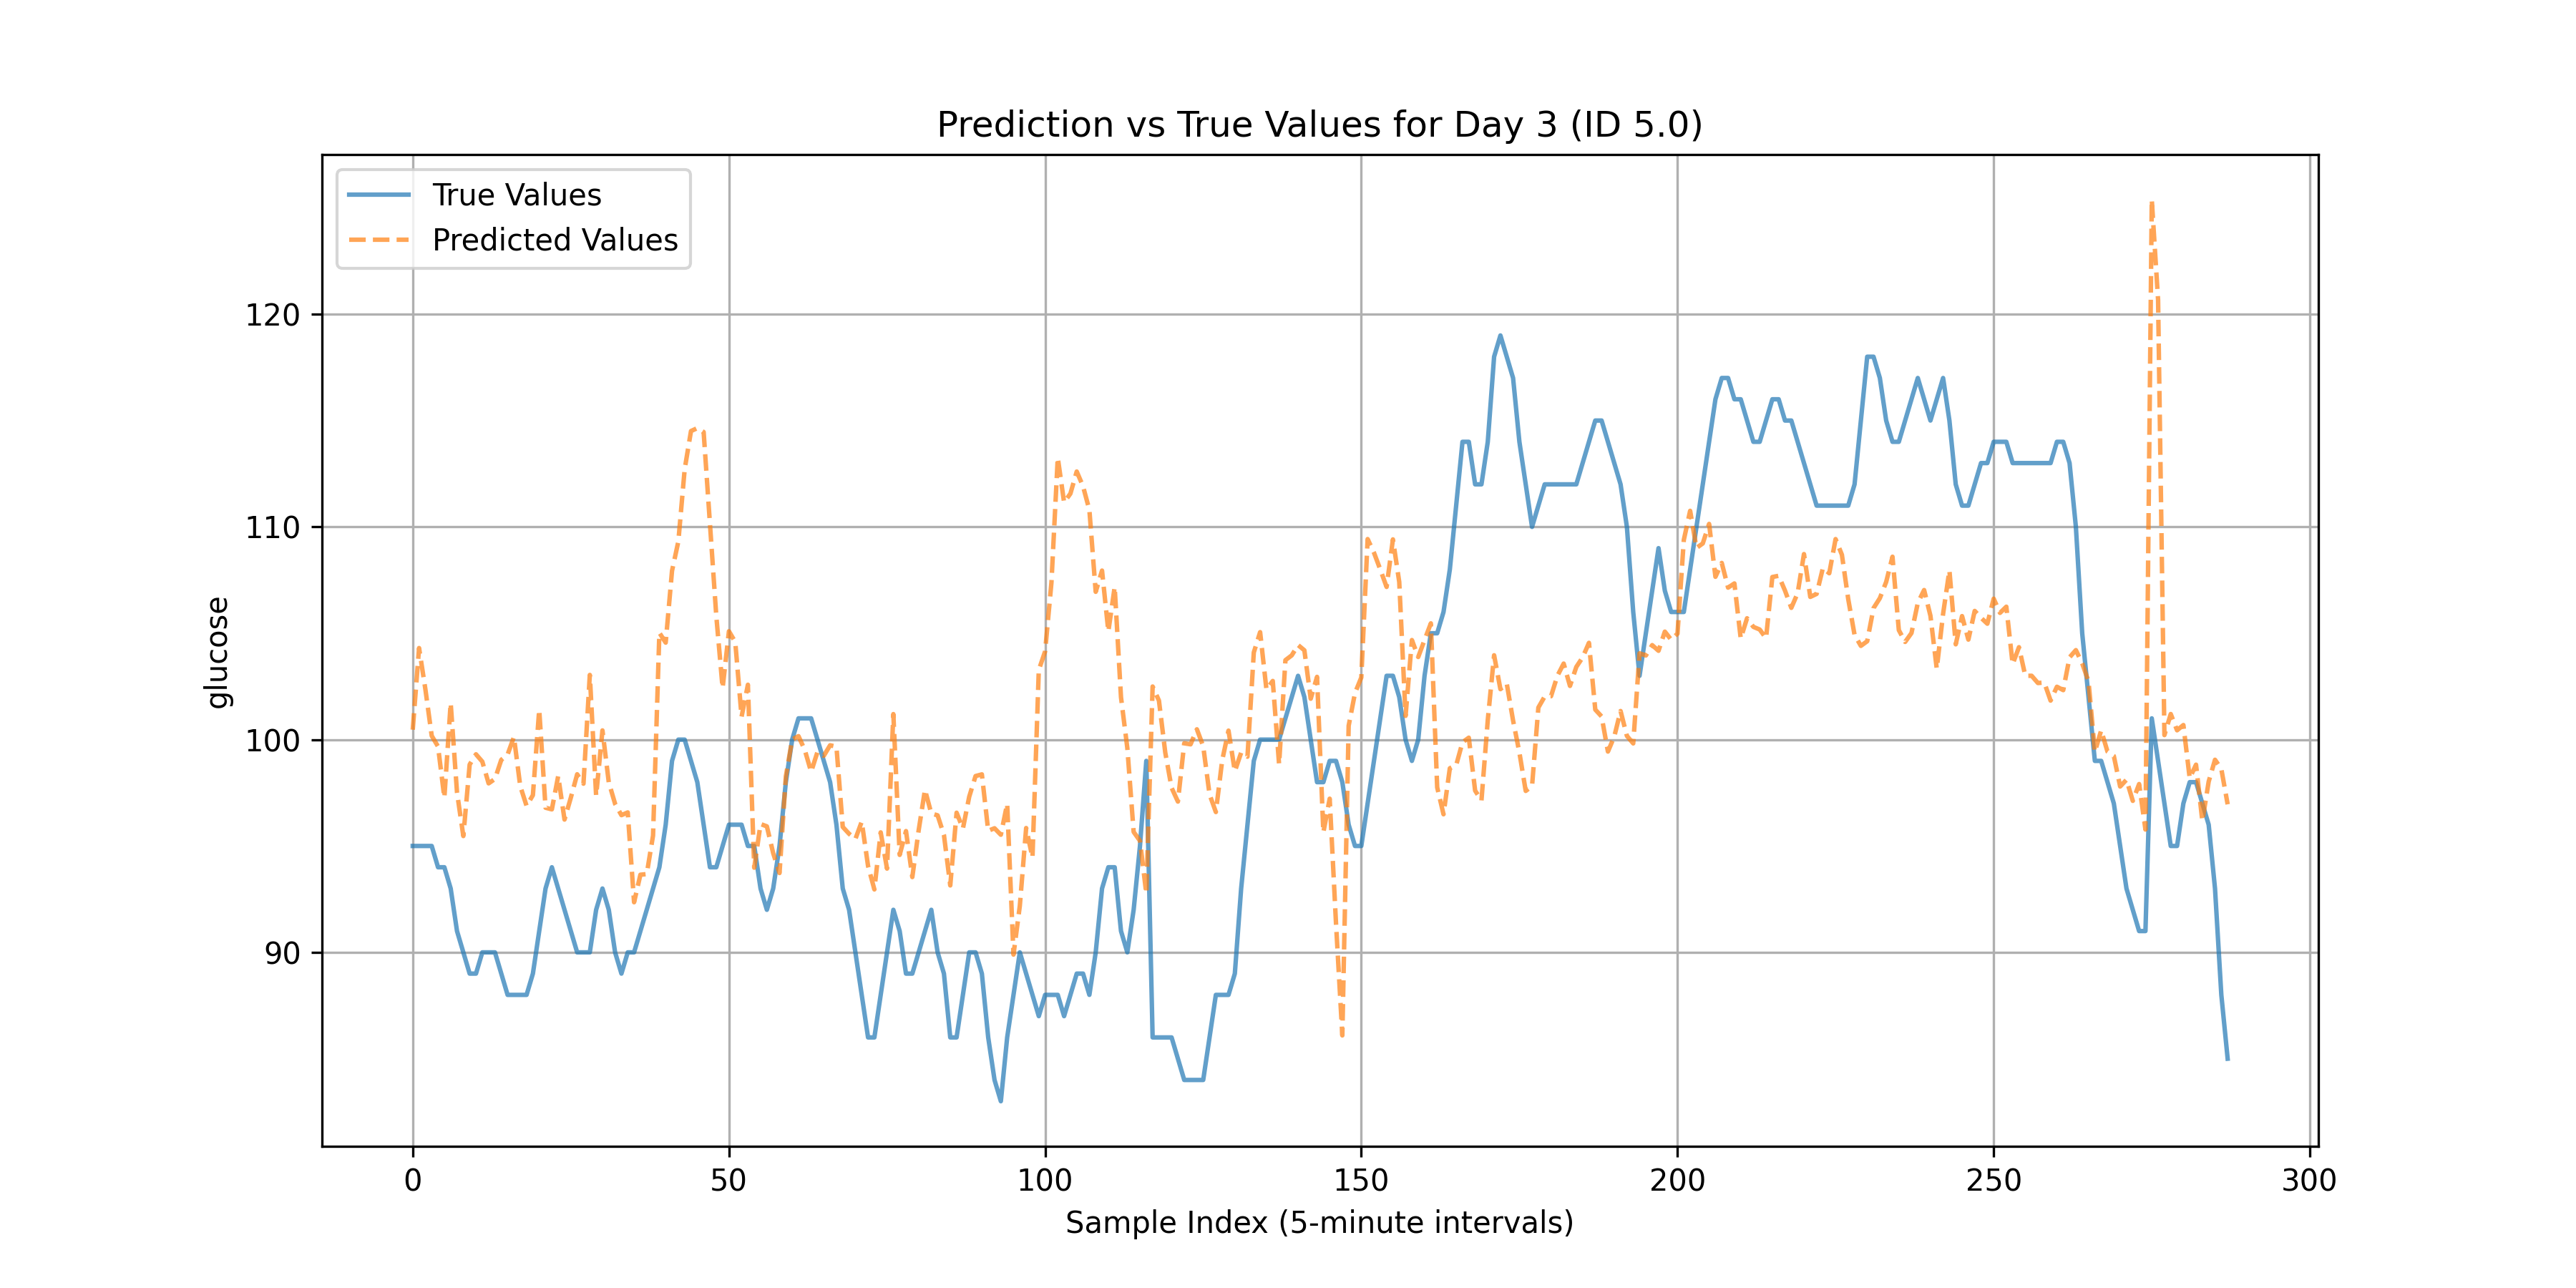 Prediction vs True Values for Day 3 (ID 5.0)
True Values
Predicted Values
120
110
100
90
glucose
0 50 100 150 200 250 300
Sample Index (5-minute intervals)